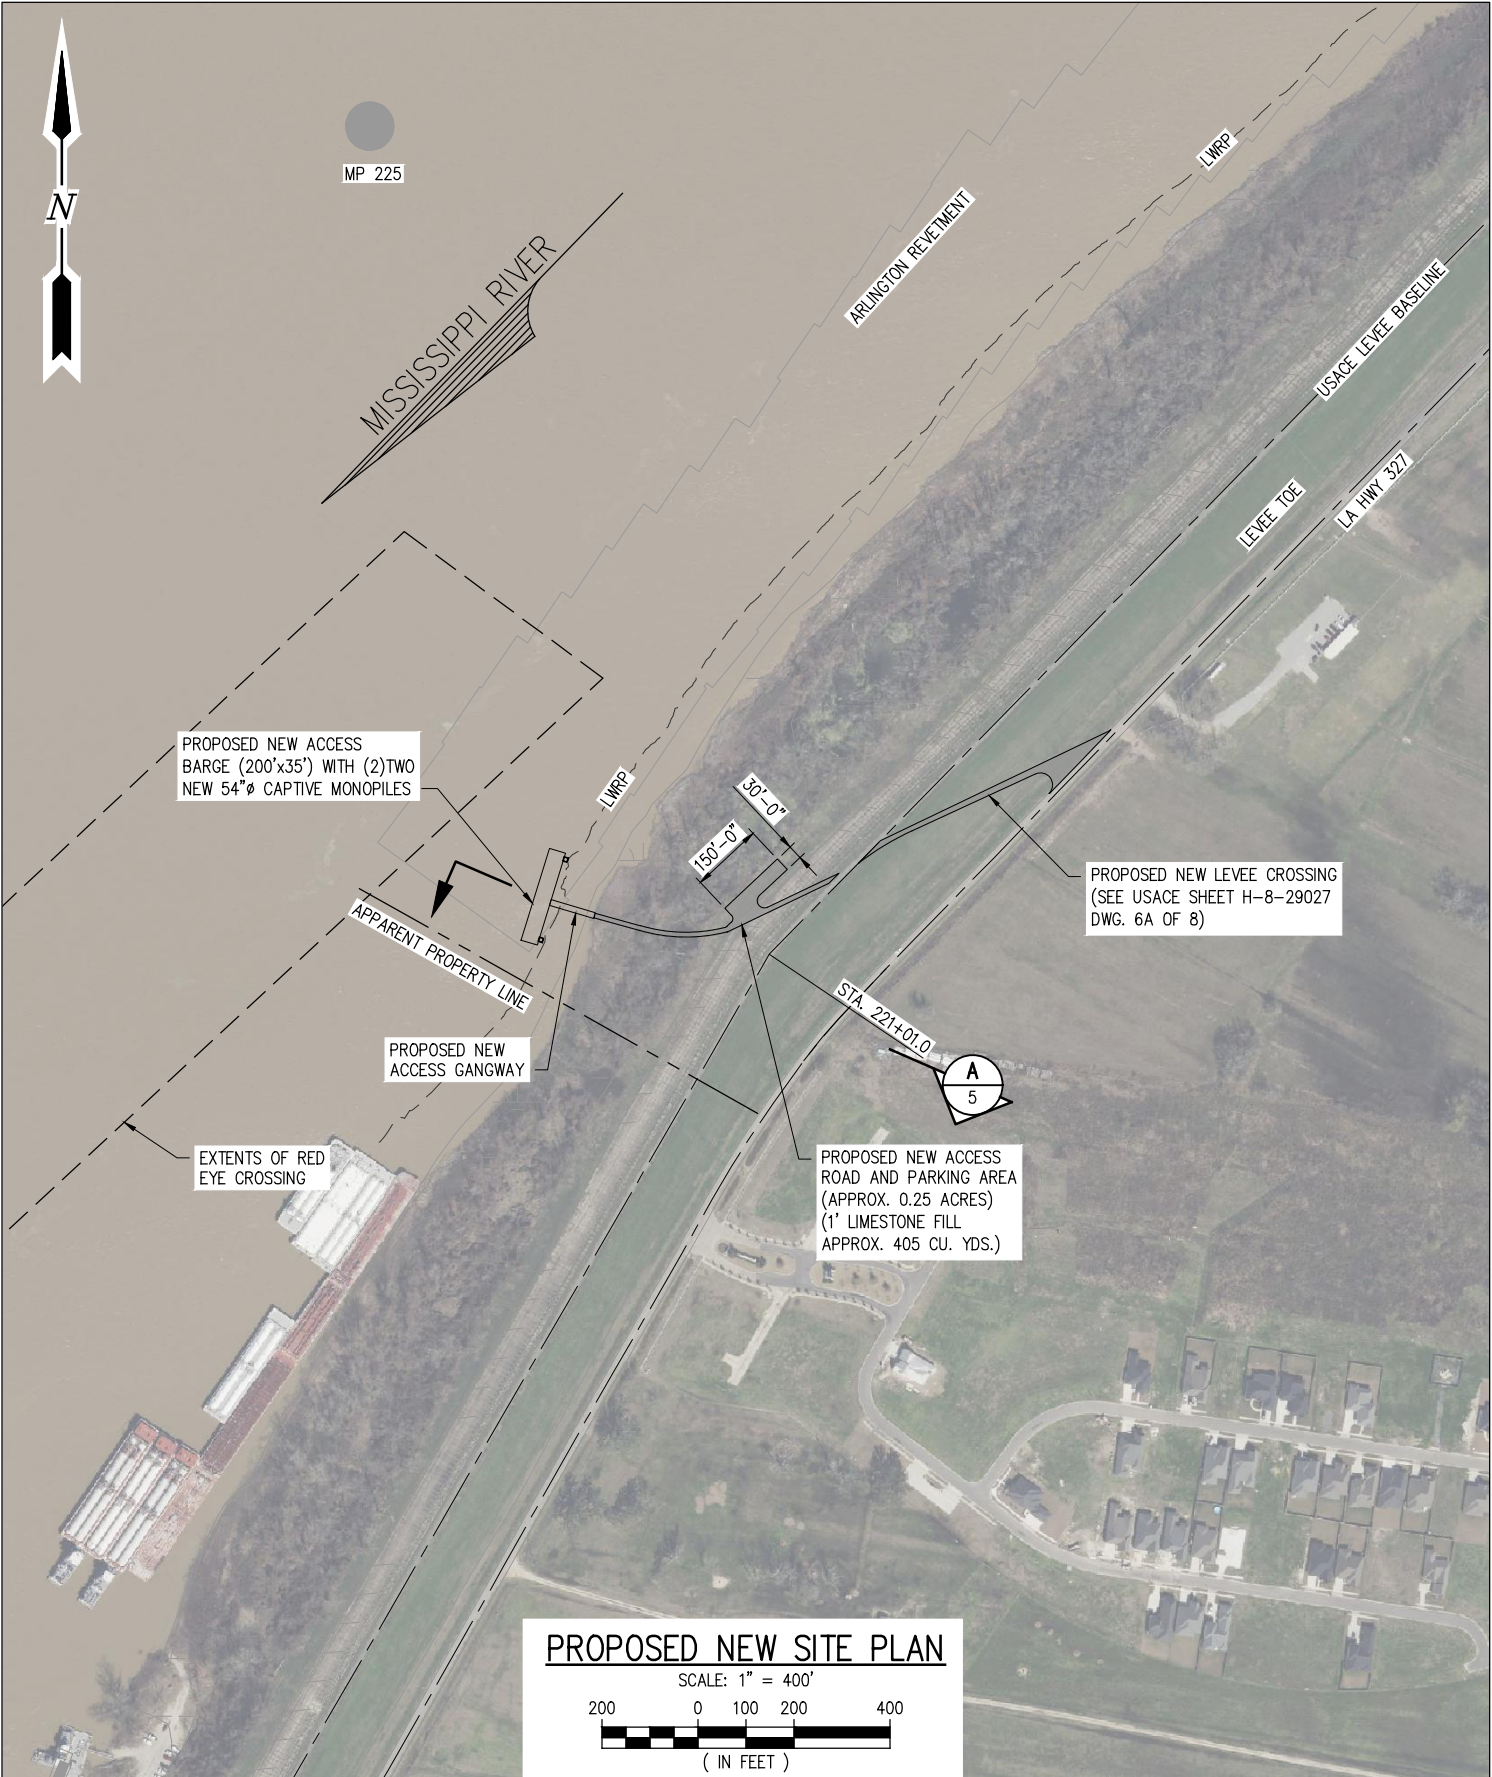 N
MP 225
MISSISSIPPI RIVER
ARLINGTON REVETMENT
LWRP
USACE LEVEE BASELINE
LEVEE TOE
LA HWY 327
PROPOSED NEW ACCESS
BARGE (200'x35') WITH (2)TWO
NEW 54"ø CAPTIVE MONOPILES
LWRP
150'-0"
30'-0"
PROPOSED NEW LEVEE CROSSING
(SEE USACE SHEET H-8-29027
DWG. 6A OF 8)
APPARENT PROPERTY LINE
STA. 221+01.0
PROPOSED NEW
ACCESS GANGWAY
A
5
EXTENTS OF RED
EYE CROSSING
PROPOSED NEW ACCESS
ROAD AND PARKING AREA
(APPROX. 0.25 ACRES)
(1' LIMESTONE FILL
APPROX. 405 CU. YDS.)
PROPOSED NEW SITE PLAN
SCALE: 1" = 400'
200 0 100 200 400
( IN FEET )